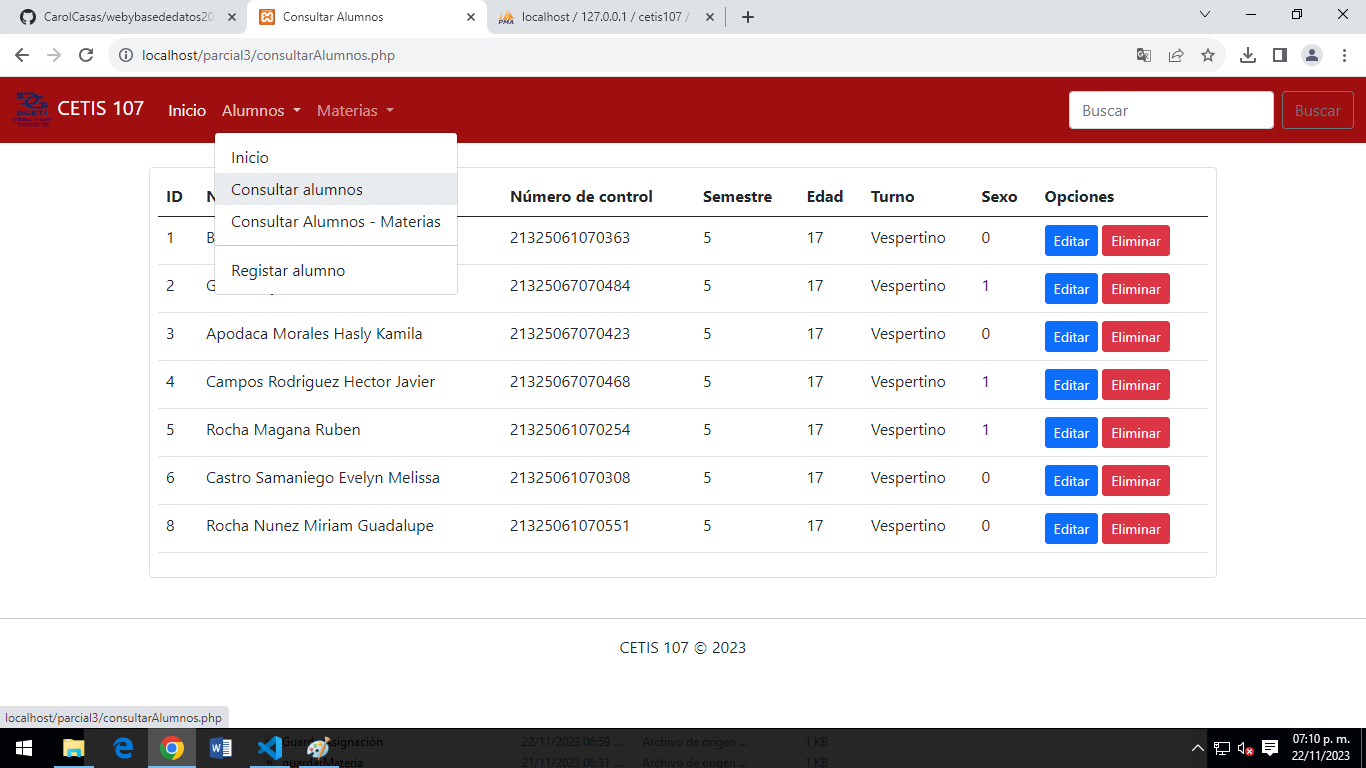 CarolCasas/webybasededatos20
Consultar Alumnos
localhost / 127.0.0.1 / cetis107 /
localhost/parcial3/consultarAlumnos.php
CETIS 107 Inicio Alumnos Materias Buscar Buscar
Inicio
Consultar alumnos
Consultar Alumnos - Materias
Registar alumno
ID N Número de control Semestre Edad Turno Sexo Opciones
1 B 21325061070363 5 17 Vespertino 0 Editar Eliminar
2 G 21325067070484 5 17 Vespertino 1 Editar Eliminar
3 Apodaca Morales Hasly Kamila 21325067070423 5 17 Vespertino 0 Editar Eliminar
4 Campos Rodriguez Hector Javier 21325067070468 5 17 Vespertino 1 Editar Eliminar
5 Rocha Magana Ruben 21325061070254 5 17 Vespertino 1 Editar Eliminar
6 Castro Samaniego Evelyn Melissa 21325061070308 5 17 Vespertino 0 Editar Eliminar
8 Rocha Nunez Miriam Guadalupe 21325061070551 5 17 Vespertino 0 Editar Eliminar
CETIS 107 © 2023
localhost/parcial3/consultarAlumnos.php
22/11/2023 06:59 ... Archivo de origen ... 1 KB
guardarMateria 21/11/2023 06:31 ... Archivo de origen ... 1 KB
07:10 p. m.
22/11/2023